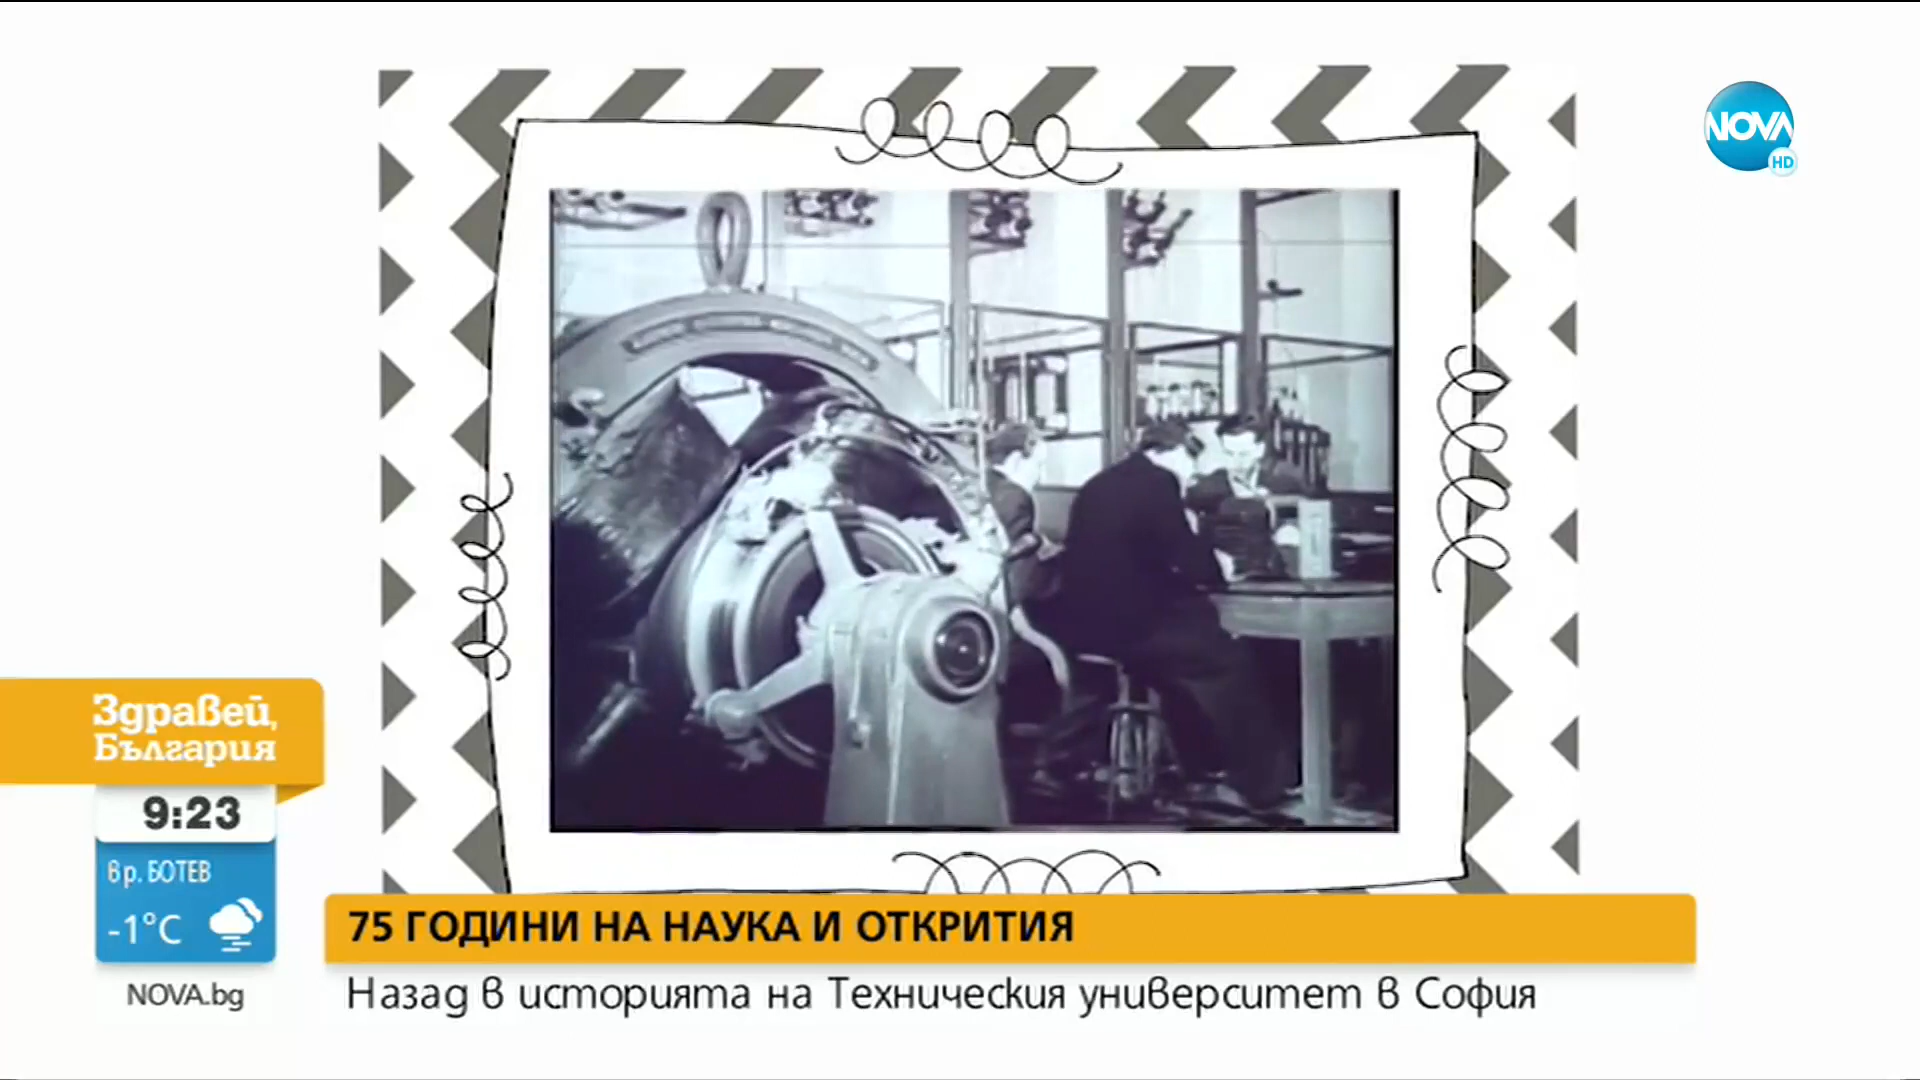 NOVA
HD
Здравей,
България
9:23
вр. БОТЕВ
-1°C
NOVA.bg
75 ГОДИНИ НА НАУКА И ОТКРИТИЯ
Назад в историята на Техническия университет в София